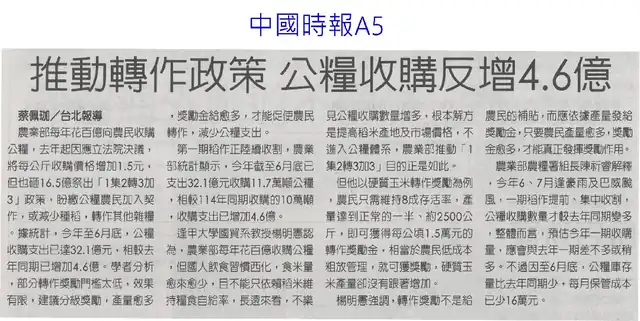 中國時報A5
推動轉作政策 公糧收購反增4.6億
蔡佩珈／台北報導
農業部每年花百億向農民收購
公糧，去年起因應立法院決議，
將每公斤收購價格增加1.5元，
但也砸16.5億祭出「1集2轉3加
3」政策，盼繳公糧農民加入契
作，或減少種稻，轉作其他雜糧
。據統計，今年至6月底，公糧
收購支出已達32.1億元，相較去
年同期已增加4.6億。學者分析
，部分轉作獎勵門檻太低，效果
有限，建議分級獎勵，產量愈多
，獎勵金給愈多，才能促使農民
轉作，減少公糧支出。
第一期稻作正陸續收割，農業
部統計顯示，今年截至6月底已
支出32.1億元收購11.7萬噸公糧
，相較114年同期收購的10萬噸
，收購支出已增加4.6億。
逢甲大學國貿系教授楊明憲認
為，農業部每年花百億收購公糧
，但國人飲食習慣西化，食米量
愈來愈少，且不能只依賴稻米維
持糧食自給率，長遠來看，不樂
見公糧收購數量增多，根本解方
是提高稻米產地及市場價格，不
進入公糧體系，農業部推動「1
集2轉3加3」目的正是如此。
但他以硬質玉米轉作獎勵為例
，農民只需維持8成存活率，產
量達到正常的一半、約2500公
斤，即可獲得每公頃1.5萬元的
轉作獎勵金，相當於農民低成本
粗放管理，就可獲獎勵，硬質玉
米產量卻沒有跟著增加。
楊明憲強調，轉作獎勵不是給
農民的補貼，而應依據產量發給
獎勵金，只要農民產量愈多，獎勵
金愈多，才能真正發揮獎勵作用。
農業部農糧署組長陳祈睿解釋
，今年6、7月逢豪雨及巴威颱
風，一期稻作提前、集中收割，
公糧收購數量才較去年同期變多
，整體而言，預估今年一期收購
量，應會與去年一期差不多或稍
多。不過因至6月底，公糧庫存
量比去年同期少，每月保管成本
已少16萬元。